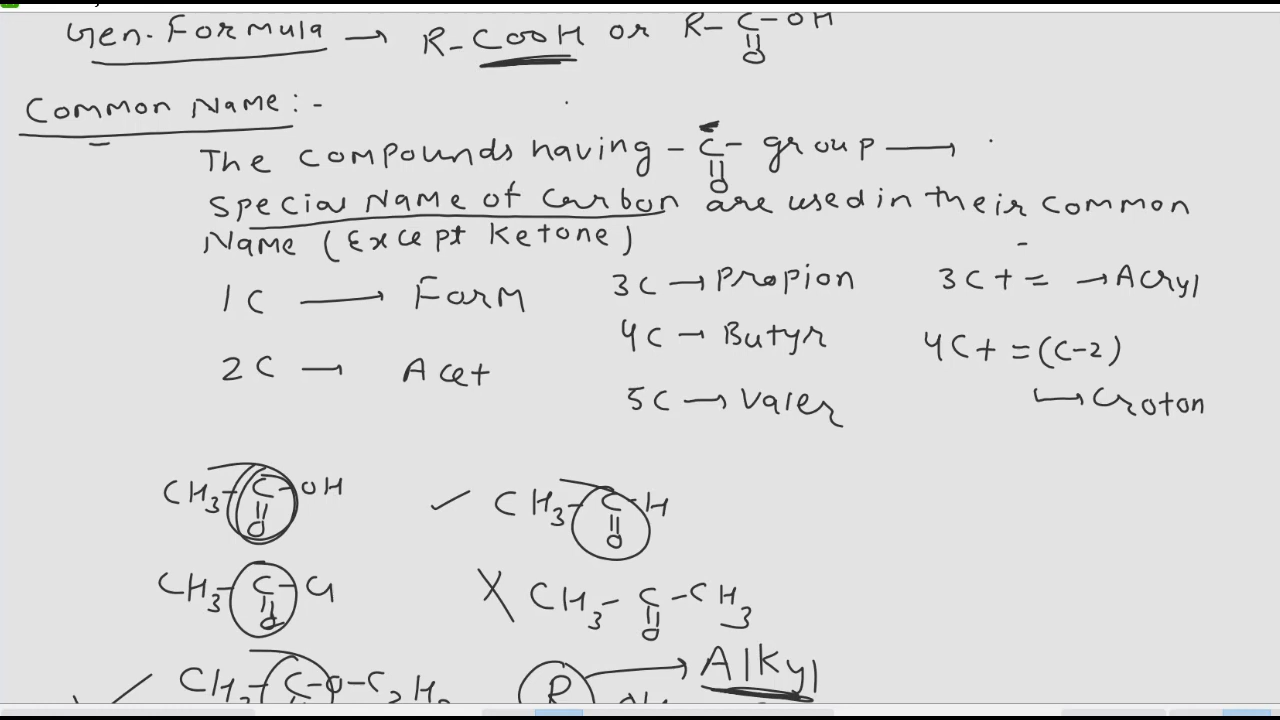 Gen. Formula → R-COOH or R-C-OH
||
O
Common Name :-
The compounds having -C- group →
||
O
special Name of Carbon are used in their common
Name (Except Ketone)
1C → Form
3C → Propion
3C + = → Acryl
4C → Butyr
4C + = (C-2)
2C → Acet
5C → Valer
↳ Croton
CH3-C-OH
||
O
CH3-C-H
||
O
CH3-C-Cl
||
O
X CH3-C-CH3
||
O
R → Alkyl
CH3-C-O-C2H5